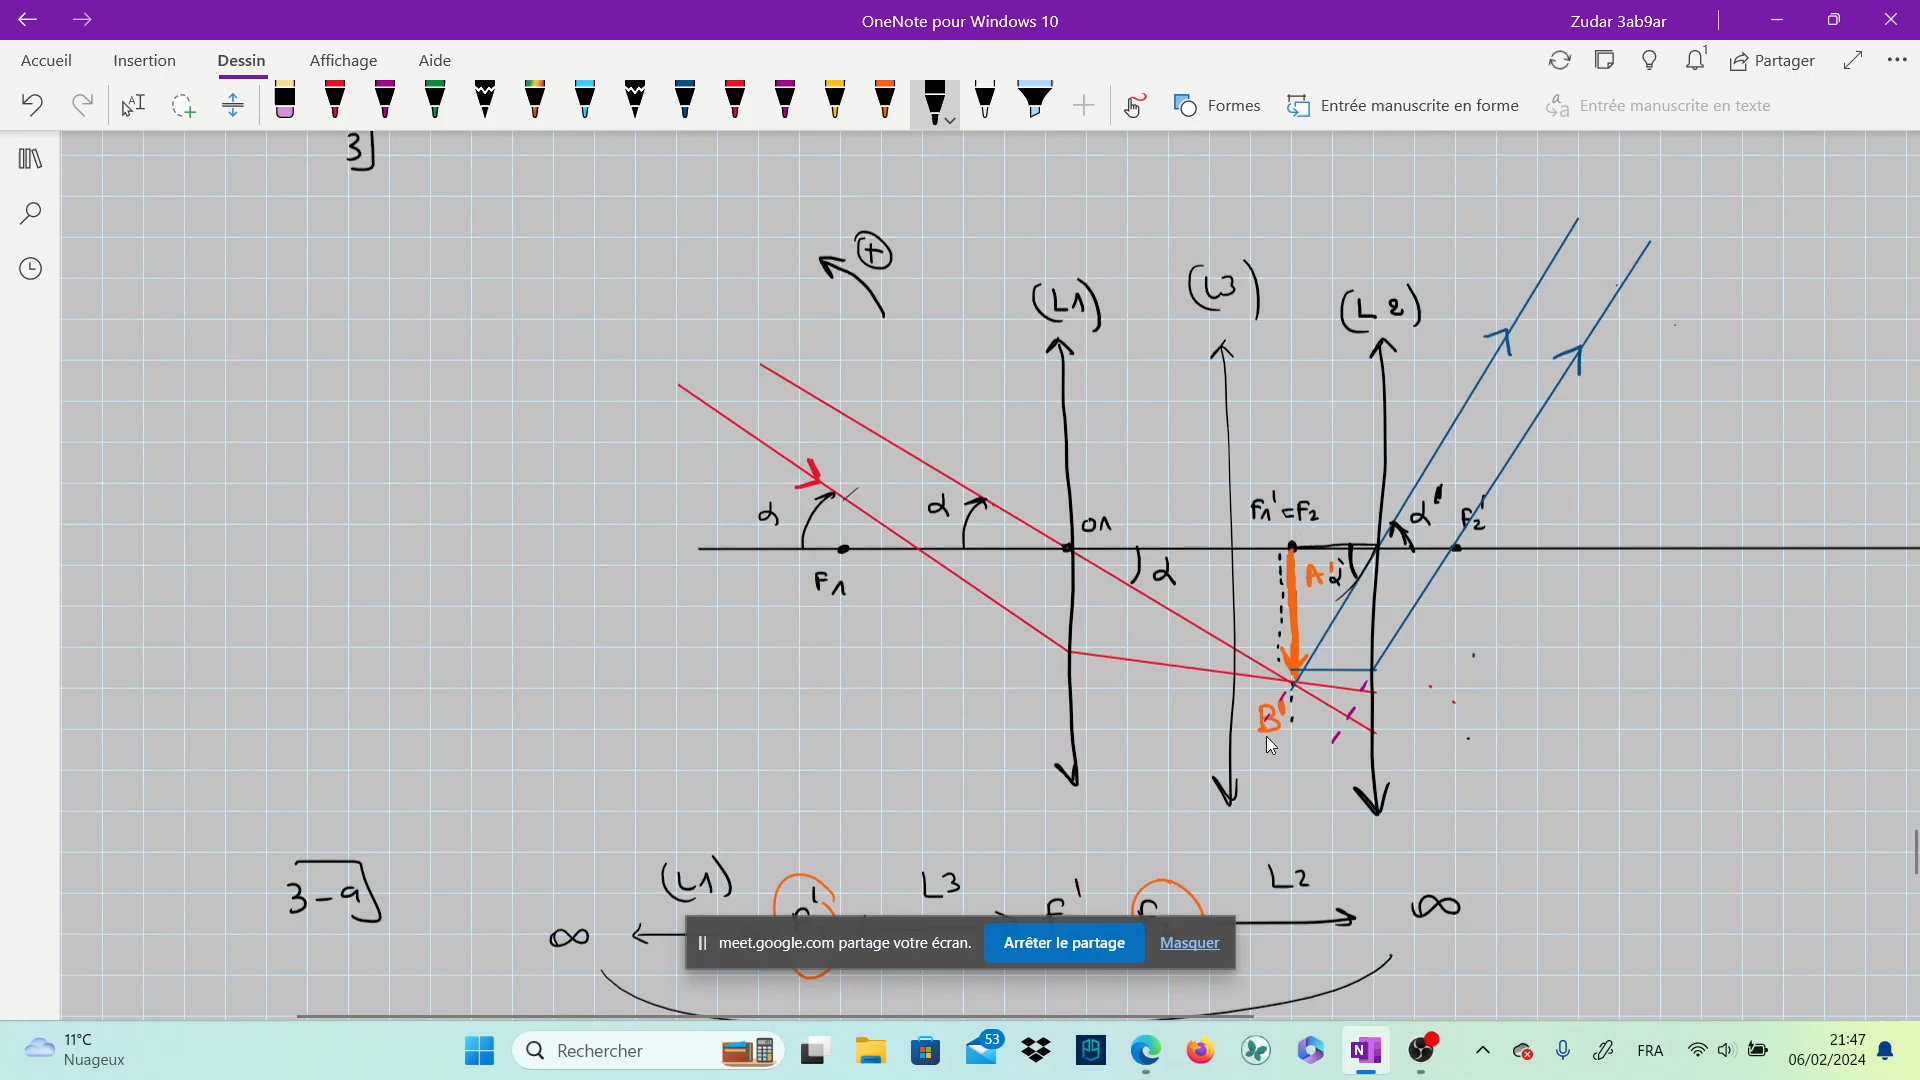 OneNote pour Windows 10
Zudar 3ab9ar
Accueil
Insertion
Dessin
Affichage
Aide
1
Partager
Formes
Entrée manuscrite en forme
Entrée manuscrite en texte
3]
+
(L1)
(L3)
(L2)
α
α
O1
F1'=F2
α'
F2'
F1
α
A'
α'
B'
3-a
(L1)
L3
L2
∞
∞
meet.google.com partage votre écran.
Arrêter le partage
Masquer
11°C
Nuageux
Rechercher
53
FRA
21:47
06/02/2024